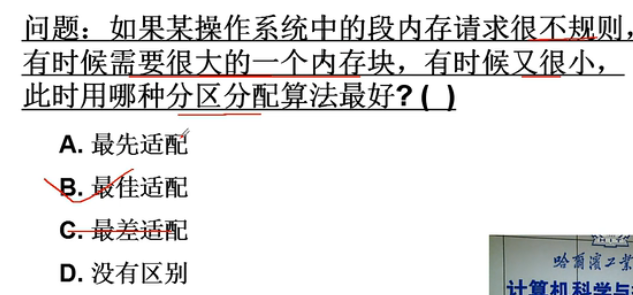 问题：如果某操作系统中的段内存请求很不规则，
有时候需要很大的一个内存块，有时候又很小，
此时用哪种分区分配算法最好?( )
A. 最先适配
B. 最佳适配
C. 最差适配
D. 没有区别
哈爾濱工業
计算机科学与